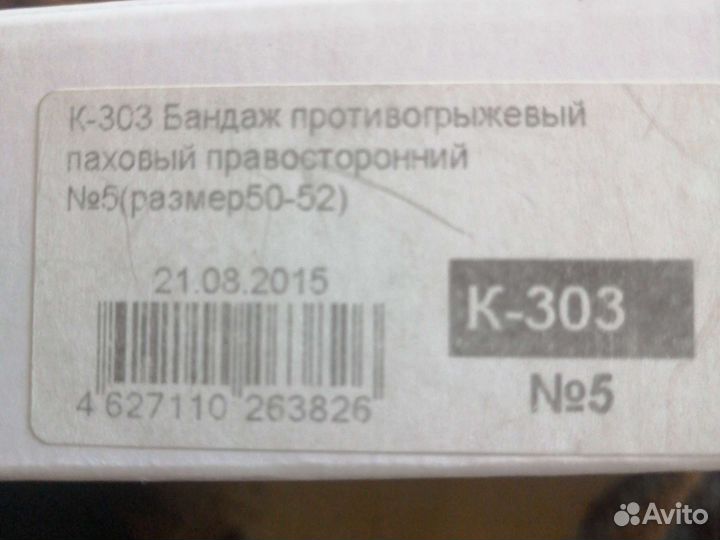 К-303 Бандаж противогрыжевый
паховый правосторонний
№5(размер50-52)
21.08.2015
4 627110 263826
К-303
№5
Avito